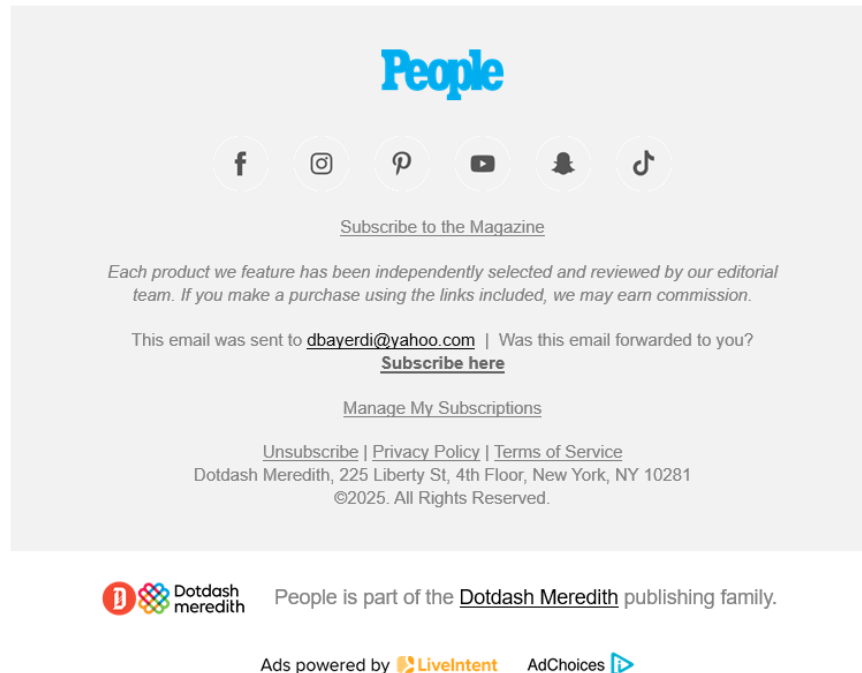 People
Subscribe to the Magazine
Each product we feature has been independently selected and reviewed by our editorial
team. If you make a purchase using the links included, we may earn commission.
This email was sent to dbayerdi@yahoo.com | Was this email forwarded to you?
Subscribe here
Manage My Subscriptions
Unsubscribe | Privacy Policy | Terms of Service
Dotdash Meredith, 225 Liberty St, 4th Floor, New York, NY 10281
©2025. All Rights Reserved.
Dotdash
meredith
People is part of the Dotdash Meredith publishing family.
Ads powered by LiveIntent AdChoices